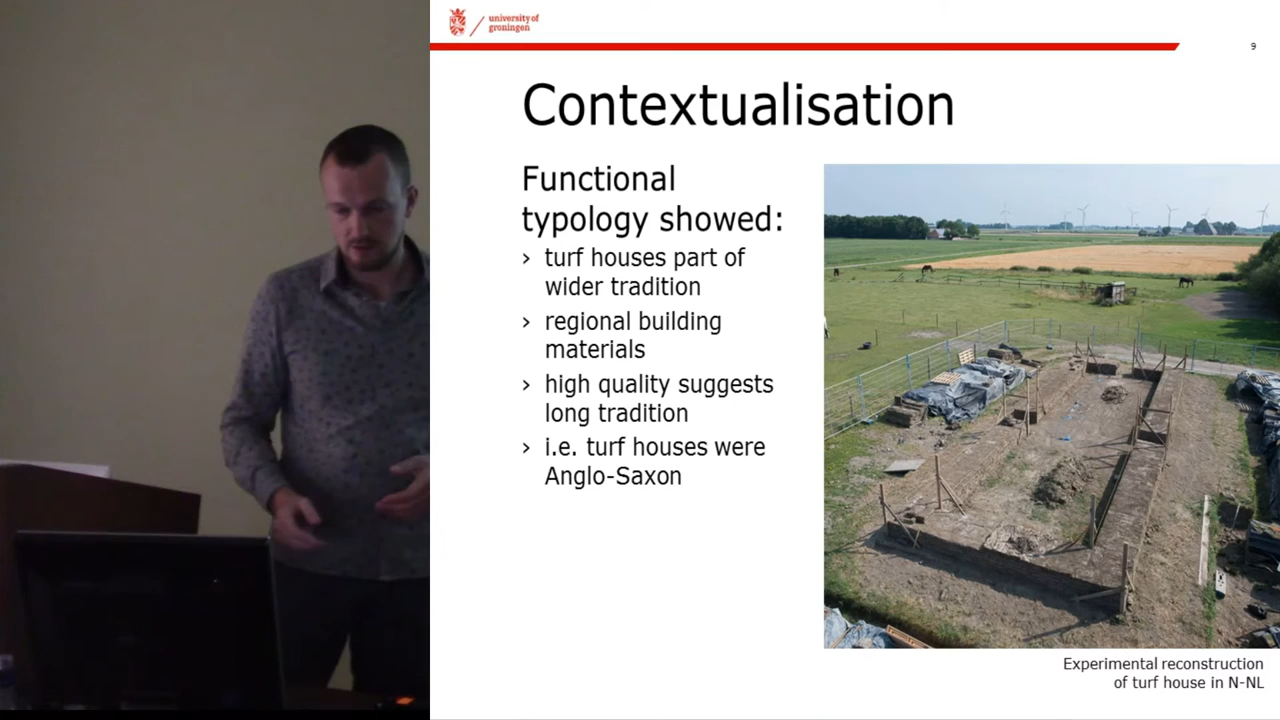 university of
groningen
9
Contextualisation
Functional
typology showed:
› turf houses part of
wider tradition
› regional building
materials
› high quality suggests
long tradition
› i.e. turf houses were
Anglo-Saxon
Experimental reconstruction
of turf house in N-NL